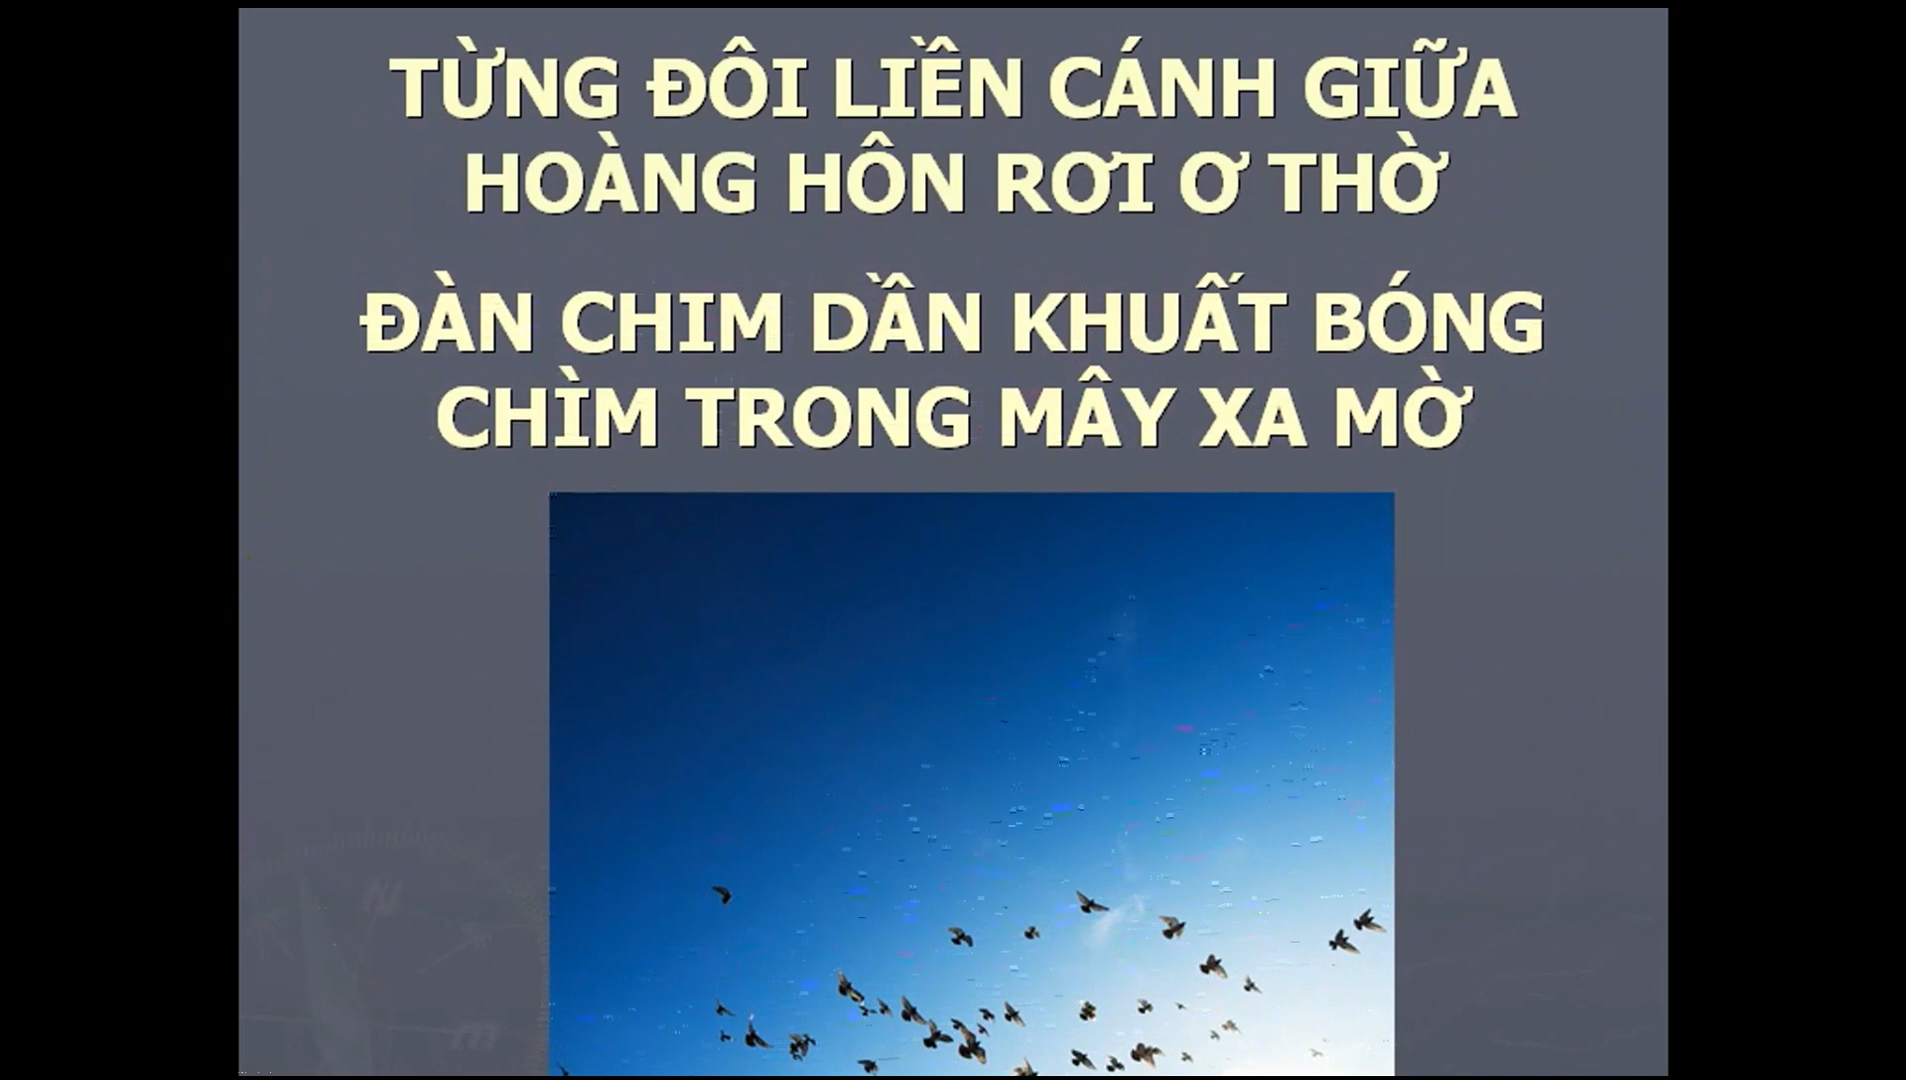 TỪNG ĐÔI LIỀN CÁNH GIỮA
HOÀNG HÔN RƠI Ơ THỜ
ĐÀN CHIM DẦN KHUẤT BÓNG
CHÌM TRONG MÂY XA MỜ
N